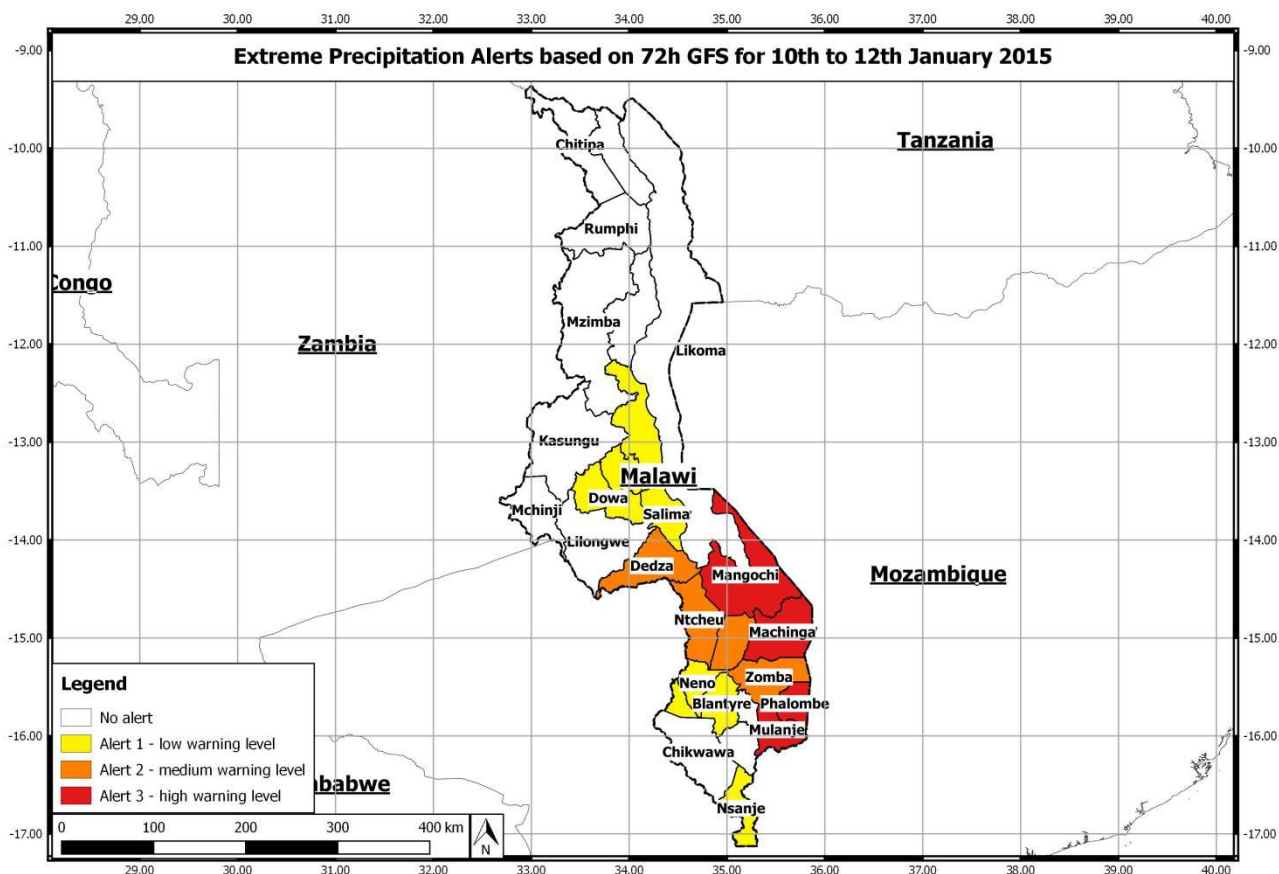 29.00 30.00 31.00 32.00 33.00 34.00 35.00 36.00 37.00 38.00 39.00 40.00
Extreme Precipitation Alerts based on 72h GFS for 10th to 12th January 2015
-9.00 -9.00
Tanzania
Chitipa
-10.00 -10.00
Rumphi
-11.00 -11.00
Congo
Mzimba
Zambia
Likoma
-12.00 -12.00
Kasungu
-13.00 -13.00
Malawi
Dowa
Mchinji
Salima
-14.00 -14.00
Lilongwe
Dedza
Mangochi
Mozambique
Ntcheu
Machinga
-15.00 -15.00
Zomba
Neno
Blantyre
Phalombe
Mulanje
-16.00 -16.00
Chikwawa
Nsanje
-17.00 -17.00
Legend
No alert
Alert 1 - low warning level
Alert 2 - medium warning level
Alert 3 - high warning level
babwe
0 100 200 300 400 km
N
29.00 30.00 31.00 32.00 33.00 34.00 35.00 36.00 37.00 38.00 39.00 40.00